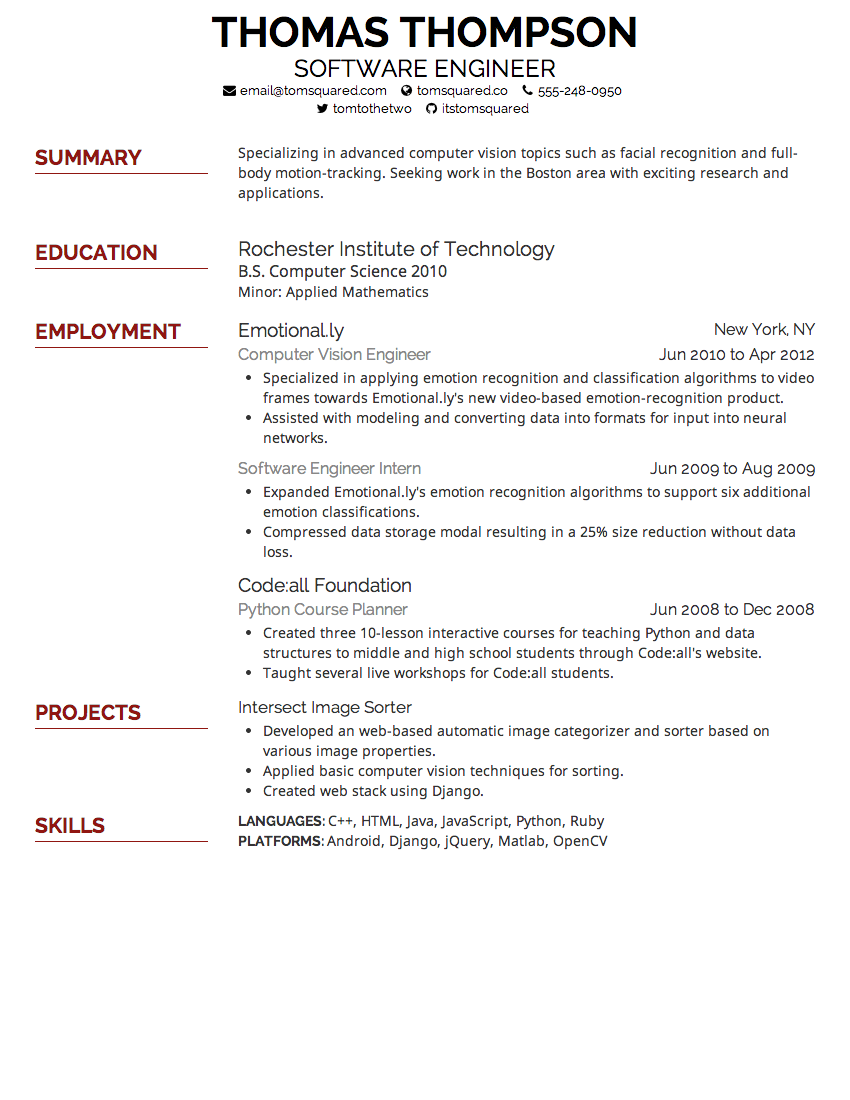 THOMAS THOMPSON
SOFTWARE ENGINEER
email@tomsquared.com tomsquared.co 555-248-0950
tomtothetwo itstomsquared
SUMMARY
Specializing in advanced computer vision topics such as facial recognition and full-
body motion-tracking. Seeking work in the Boston area with exciting research and
applications.
EDUCATION
Rochester Institute of Technology
B.S. Computer Science 2010
Minor: Applied Mathematics
EMPLOYMENT
Emotional.ly New York, NY
Computer Vision Engineer Jun 2010 to Apr 2012
• Specialized in applying emotion recognition and classification algorithms to video
frames towards Emotional.ly's new video-based emotion-recognition product.
• Assisted with modeling and converting data into formats for input into neural
networks.
Software Engineer Intern Jun 2009 to Aug 2009
• Expanded Emotional.ly's emotion recognition algorithms to support six additional
emotion classifications.
• Compressed data storage modal resulting in a 25% size reduction without data
loss.
Code:all Foundation
Python Course Planner Jun 2008 to Dec 2008
• Created three 10-lesson interactive courses for teaching Python and data
structures to middle and high school students through Code:all's website.
• Taught several live workshops for Code:all students.
PROJECTS
Intersect Image Sorter
• Developed an web-based automatic image categorizer and sorter based on
various image properties.
• Applied basic computer vision techniques for sorting.
• Created web stack using Django.
SKILLS
LANGUAGES: C++, HTML, Java, JavaScript, Python, Ruby
PLATFORMS: Android, Django, jQuery, Matlab, OpenCV